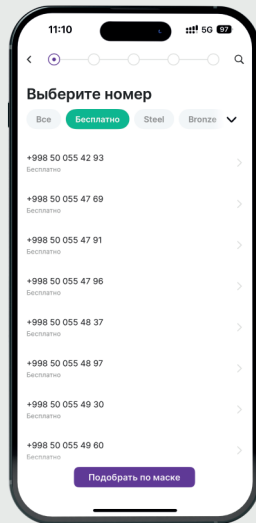 11:10
5G 97
Выберите номер
Все Бесплатно Steel Bronze
+998 50 055 42 93
Бесплатно
+998 50 055 47 69
Бесплатно
+998 50 055 47 91
Бесплатно
+998 50 055 47 96
Бесплатно
+998 50 055 48 37
Бесплатно
+998 50 055 48 97
Бесплатно
+998 50 055 49 30
Бесплатно
+998 50 055 49 60
Бесплатно
Подобрать по маске